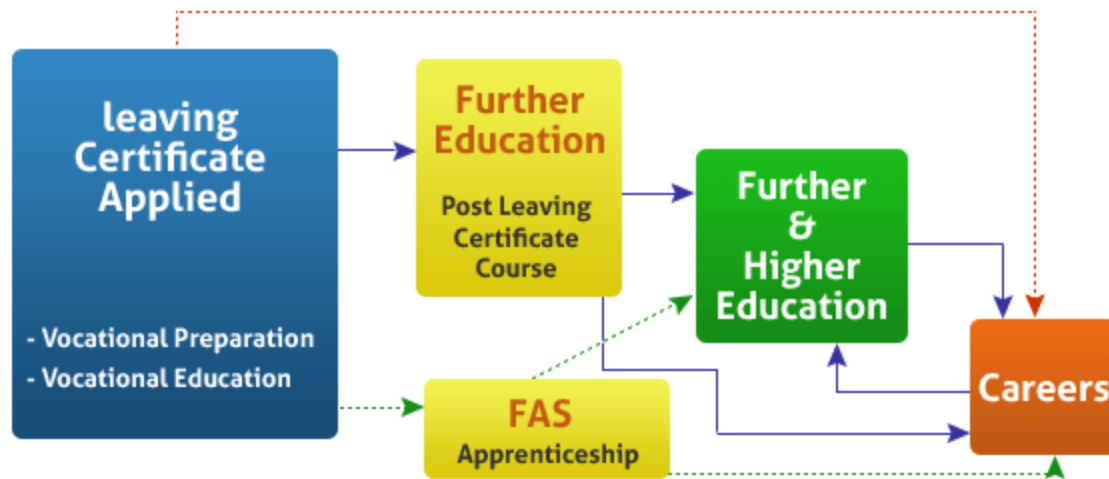 leaving
Certificate
Applied
- Vocational Preparation
- Vocational Education
Further
Education
Post Leaving
Certificate
Course
FAS
Apprenticeship
Further
&
Higher
Education
Careers